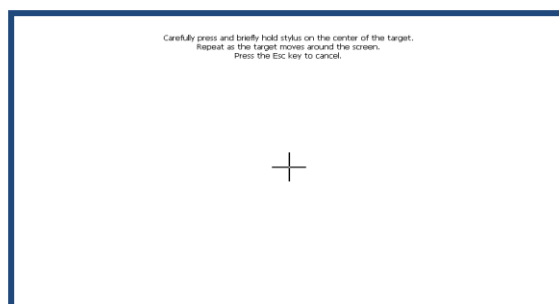 Carefully press and briefly hold stylus on the center of the target.
Repeat as the target moves around the screen.
Press the Esc key to cancel.